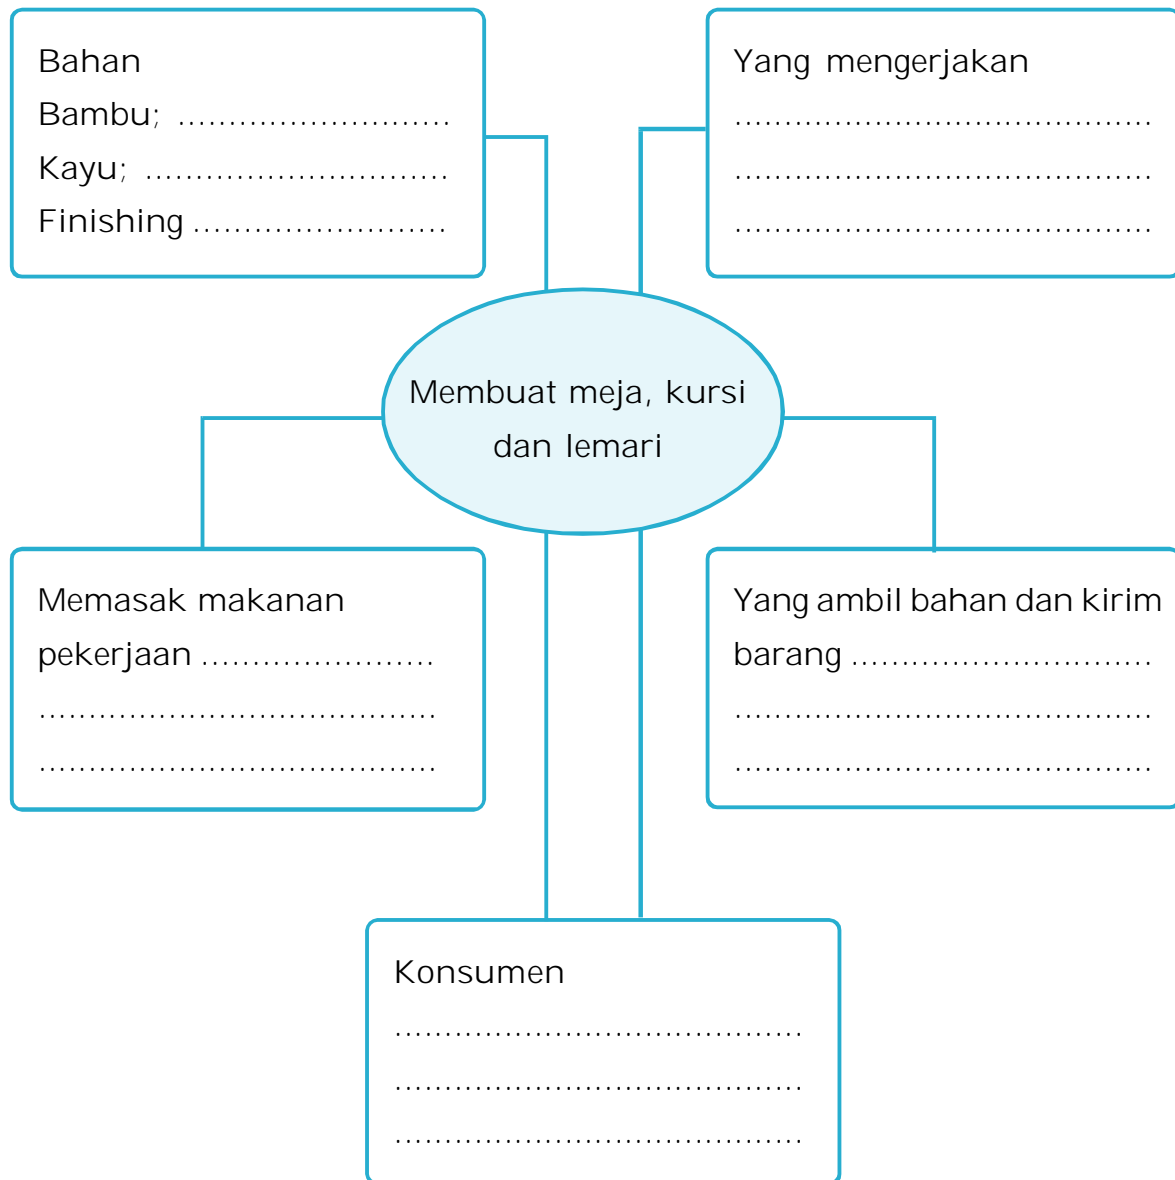 Bahan
Bambu; ...........................
Kayu; ..............................
Finishing .........................
Yang mengerjakan
..........................................
..........................................
..........................................
Membuat meja, kursi
dan lemari
Memasak makanan
pekerjaan .......................
........................................
........................................
Yang ambil bahan dan kirim
barang ..............................
..........................................
..........................................
Konsumen
.........................................
.........................................
.........................................